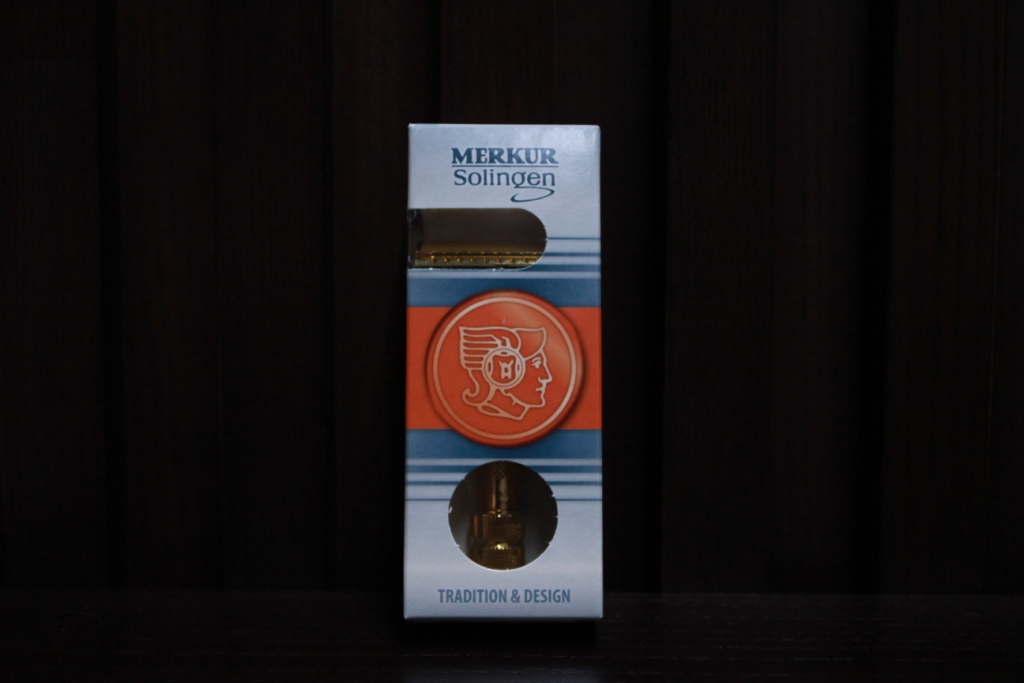 MERKUR
Solingen
TRADITION & DESIGN